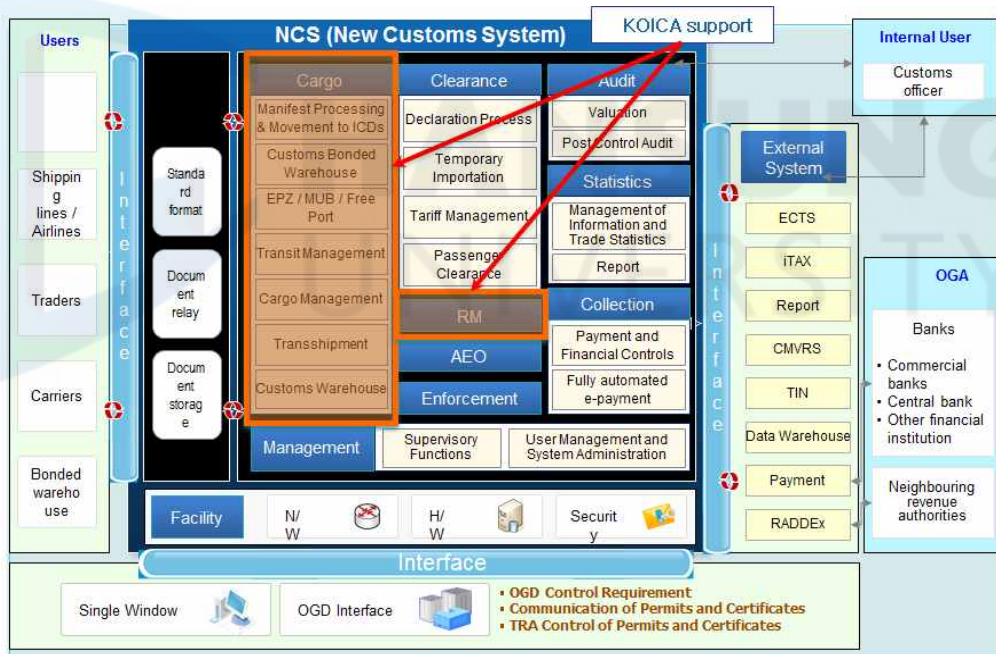 KOICA support
NCS (New Customs System)
Users
Shippin
g
lines /
Airlines
Traders
Carriers
Bonded
wareho
use
Interface
Standa
rd
format
Docum
ent
relay
Docum
ent
storag
e
Cargo
Manifest Processing
& Movement to ICDs
Customs Bonded
Warehouse
EPZ / MUB / Free
Port
Transit Management
Cargo Management
Transshipment
Customs Warehouse
Clearance
Declaration Process
Temporary
Importation
Tariff Management
Passenger
Clearance
RM
AEO
Enforcement
Audit
Valuation
Post Control Audit
Statistics
Management of
Information and
Trade Statistics
Report
Collection
Payment and
Financial Controls
Fully automated
e-payment
Management
Supervisory
Functions
User Management and
System Administration
Facility
N/
W
H/
W
Securit
y
Interface
Interface
Internal User
Customs
officer
External
System
ECTS
iTAX
Report
CMVRS
TIN
Data Warehouse
Payment
RADDEx
OGA
Banks
• Commercial
banks
• Central bank
• Other financial
institution
Neighbouring
revenue
authorities
Single Window
OGD Interface
• OGD Control Requirement
• Communication of Permits and Certificates
• TRA Control of Permits and Certificates
UNIVERSITY